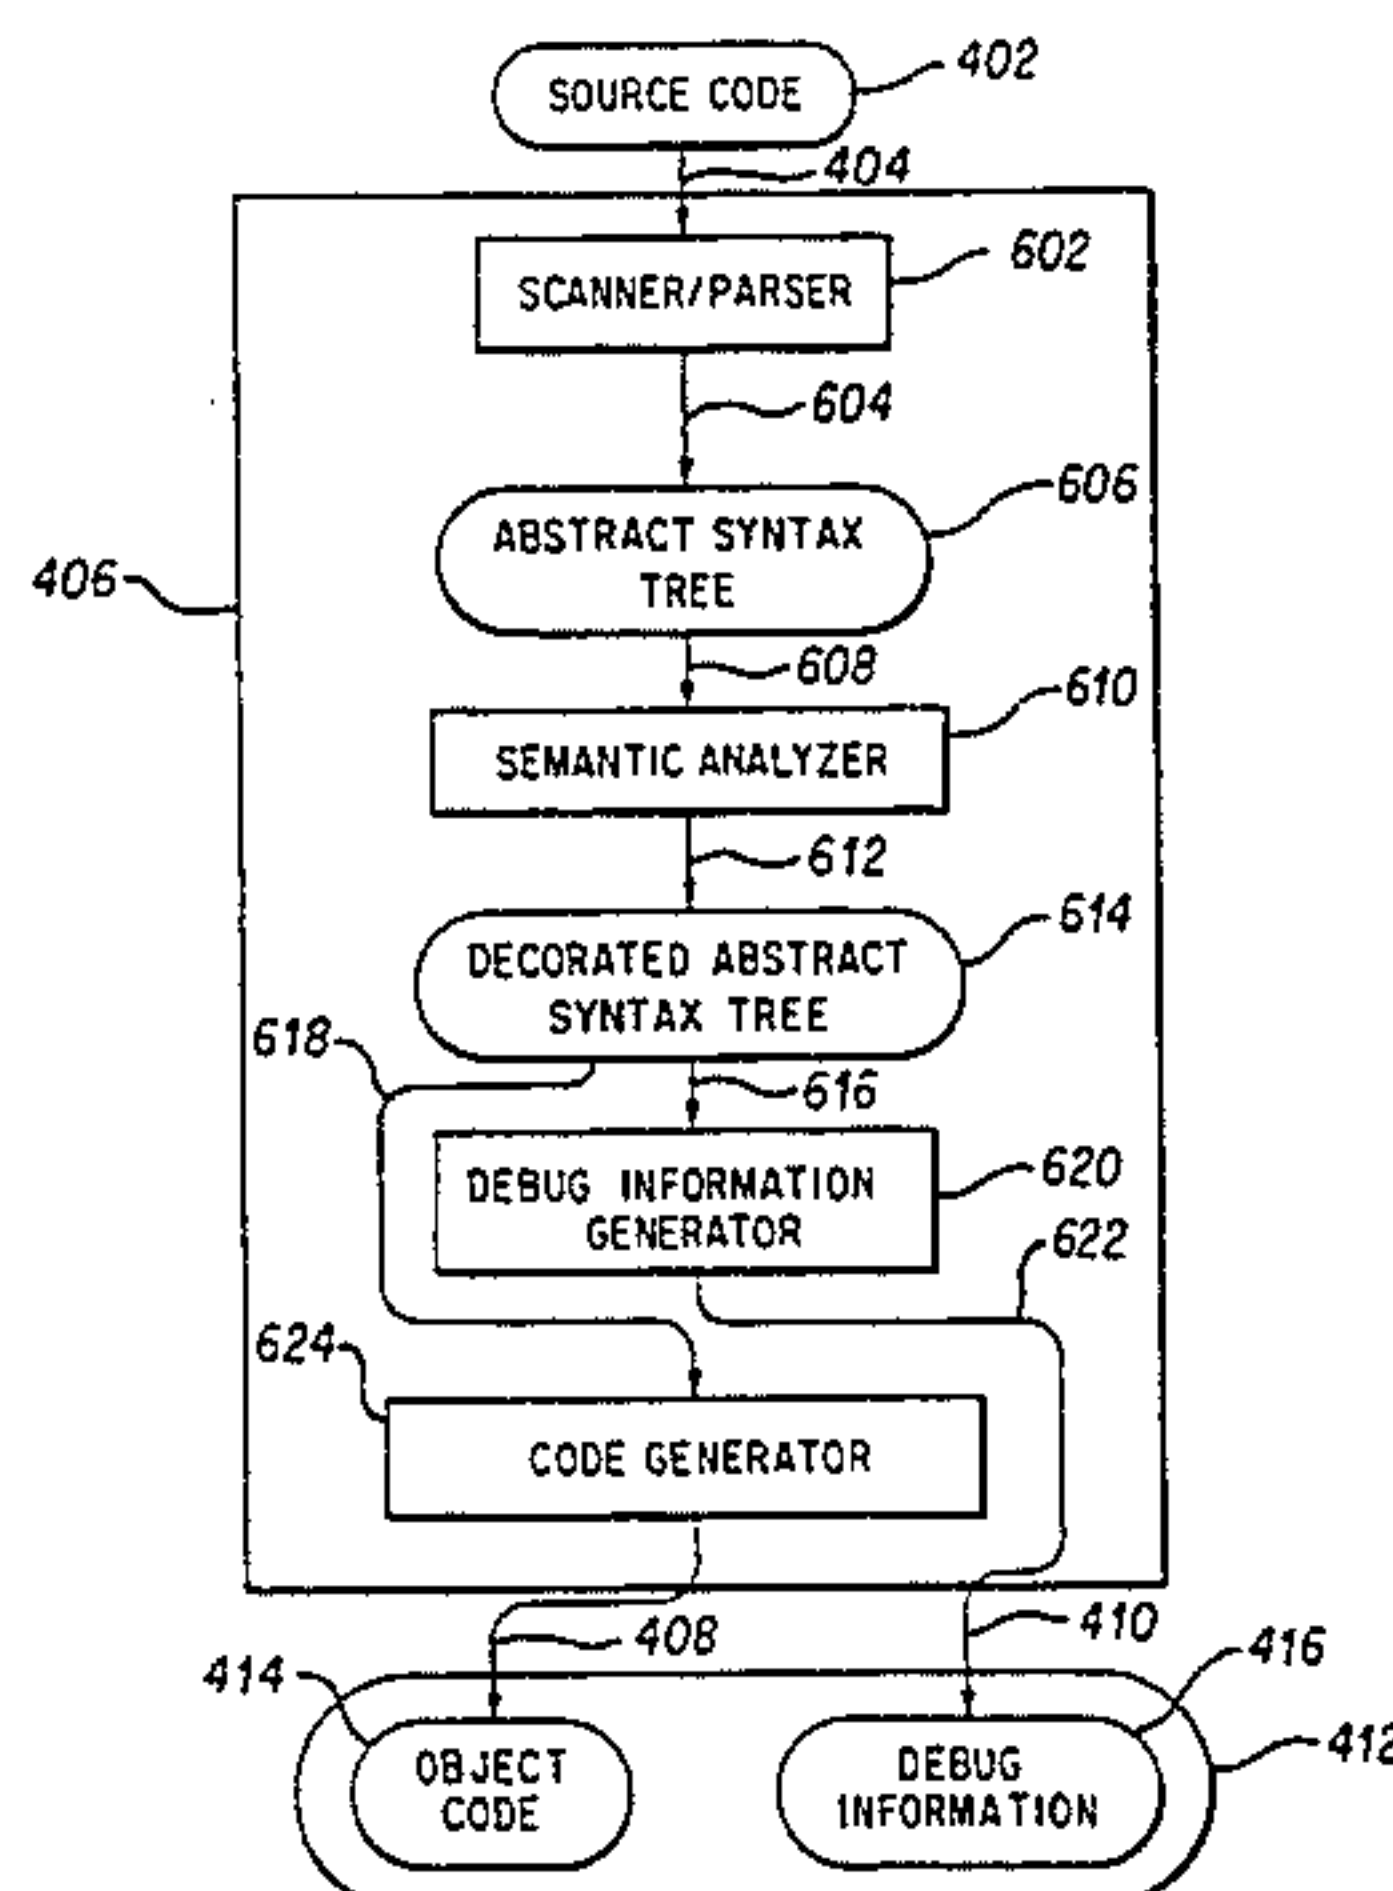 SOURCE CODE
402
404
SCANNER/PARSER
602
604
ABSTRACT SYNTAX
TREE
606
406
608
SEMANTIC ANALYZER
610
612
DECORATED ABSTRACT
SYNTAX TREE
614
618
616
DEBUG INFORMATION
GENERATOR
620
622
624
CODE GENERATOR
408
410
414
416
412
OBJECT
CODE
DEBUG
INFORMATION